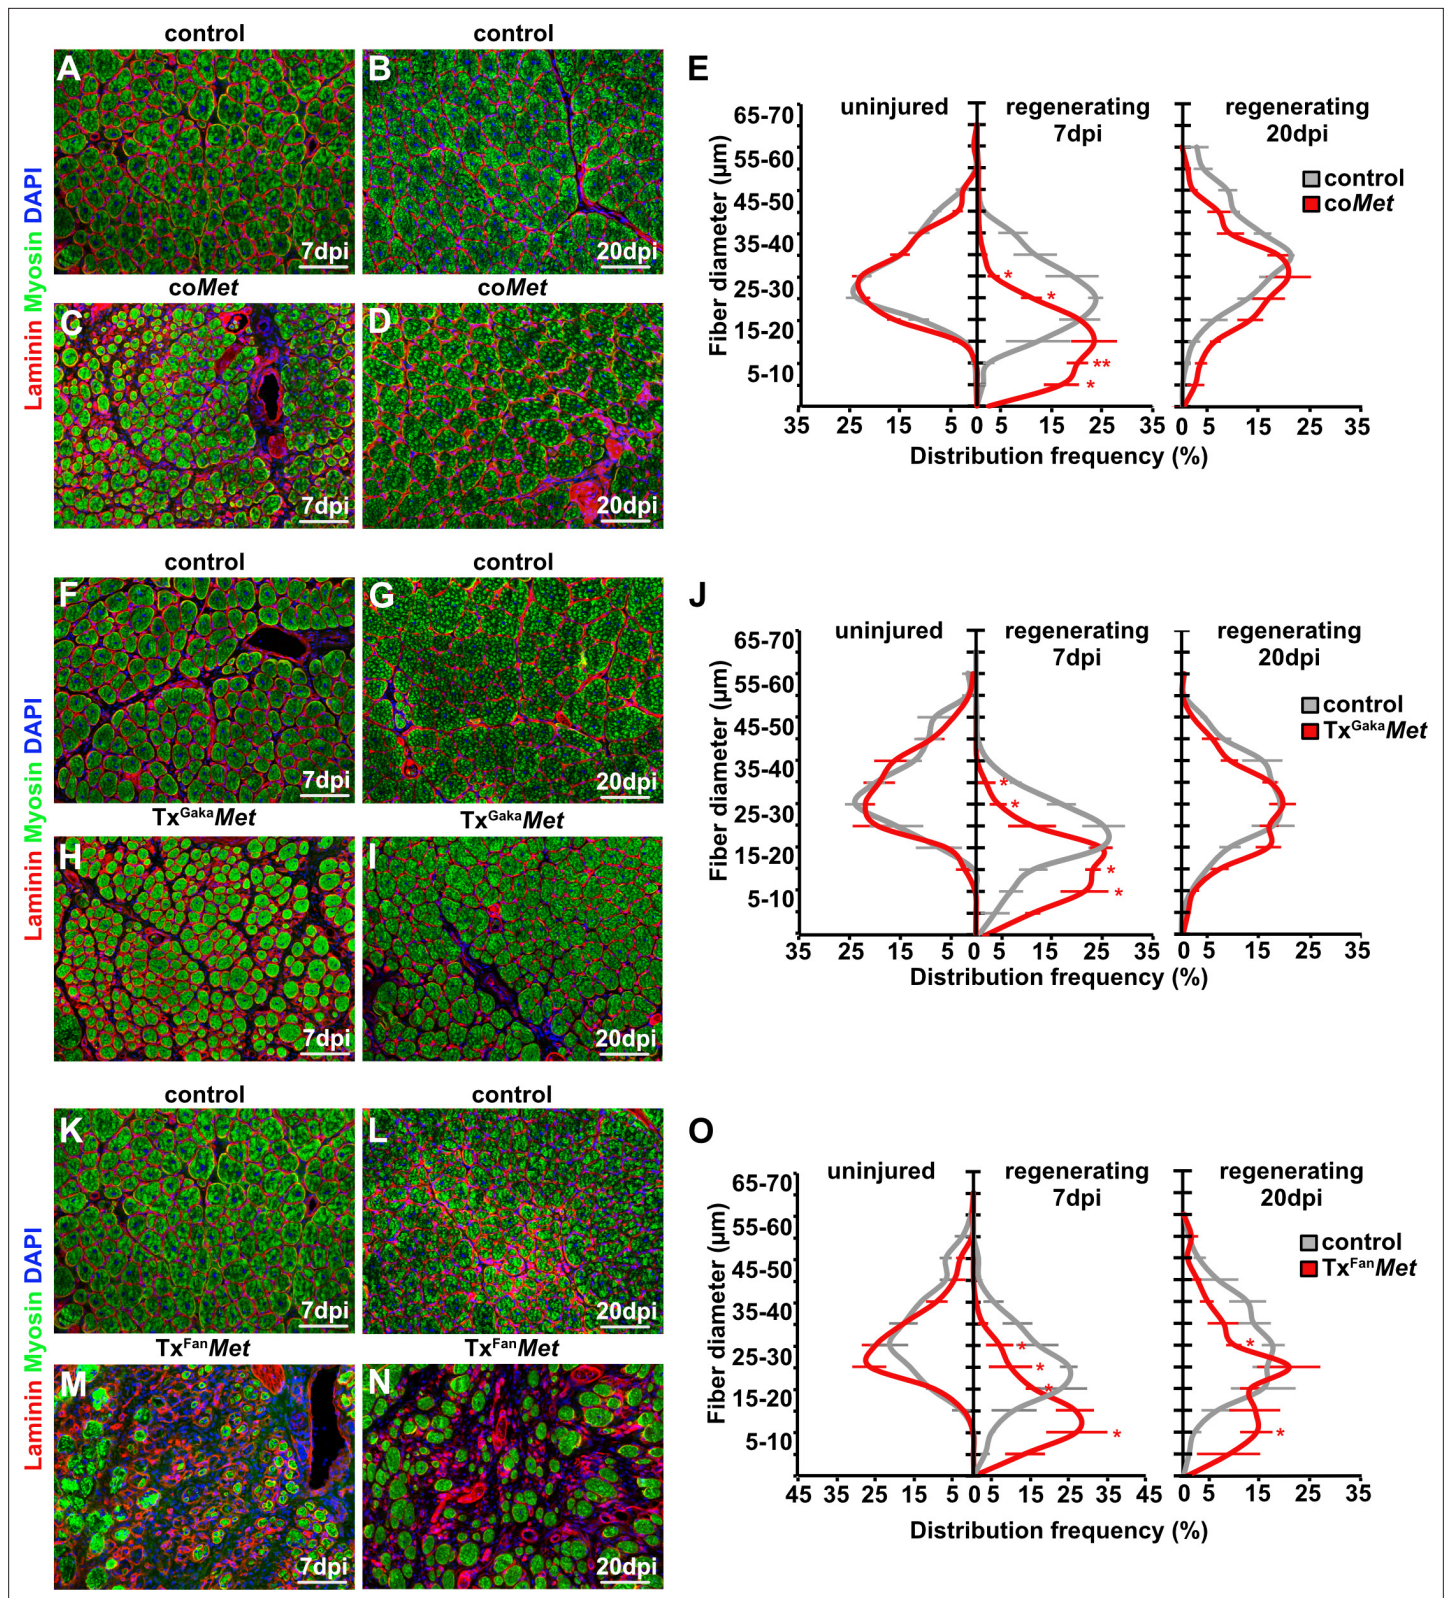 control
control
A
B
7dpi
20dpi
coMet
coMet
C
D
7dpi
20dpi
Laminin Myosin DAPI
E
uninjured
regenerating
7dpi
regenerating
20dpi
65-70
55-60
45-50
35-40
25-30
15-20
5-10
Fiber diameter (µm)
control
coMet
35 25 15 5 0 5 15 25 35
0 5 15 25 35
Distribution frequency (%)
*
*
**
*
control
control
F
G
7dpi
20dpi
TxGakaMet
TxGakaMet
H
I
7dpi
20dpi
Laminin Myosin DAPI
J
uninjured
regenerating
7dpi
regenerating
20dpi
65-70
55-60
45-50
35-40
25-30
15-20
5-10
Fiber diameter (µm)
control
TxGakaMet
35 25 15 5 0 5 15 25 35
0 5 15 25 35
Distribution frequency (%)
*
*
*
*
control
control
K
L
7dpi
20dpi
TxFanMet
TxFanMet
M
N
7dpi
20dpi
Laminin Myosin DAPI
O
uninjured
regenerating
7dpi
regenerating
20dpi
65-70
55-60
45-50
35-40
25-30
15-20
5-10
Fiber diameter (µm)
control
TxFanMet
45 35 25 15 5 0 5 15 25 35 45
0 5 15 25 35
Distribution frequency (%)
*
*
*
*
*
*